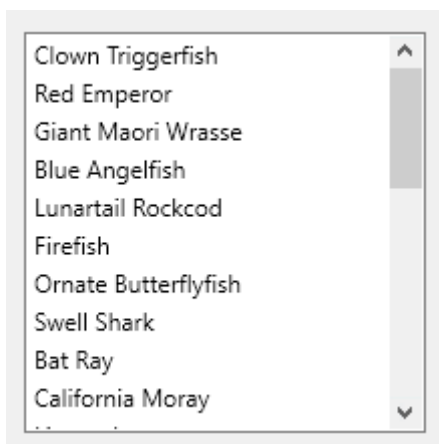 Clown Triggerfish
Red Emperor
Giant Maori Wrasse
Blue Angelfish
Lunartail Rockcod
Firefish
Ornate Butterflyfish
Swell Shark
Bat Ray
California Moray